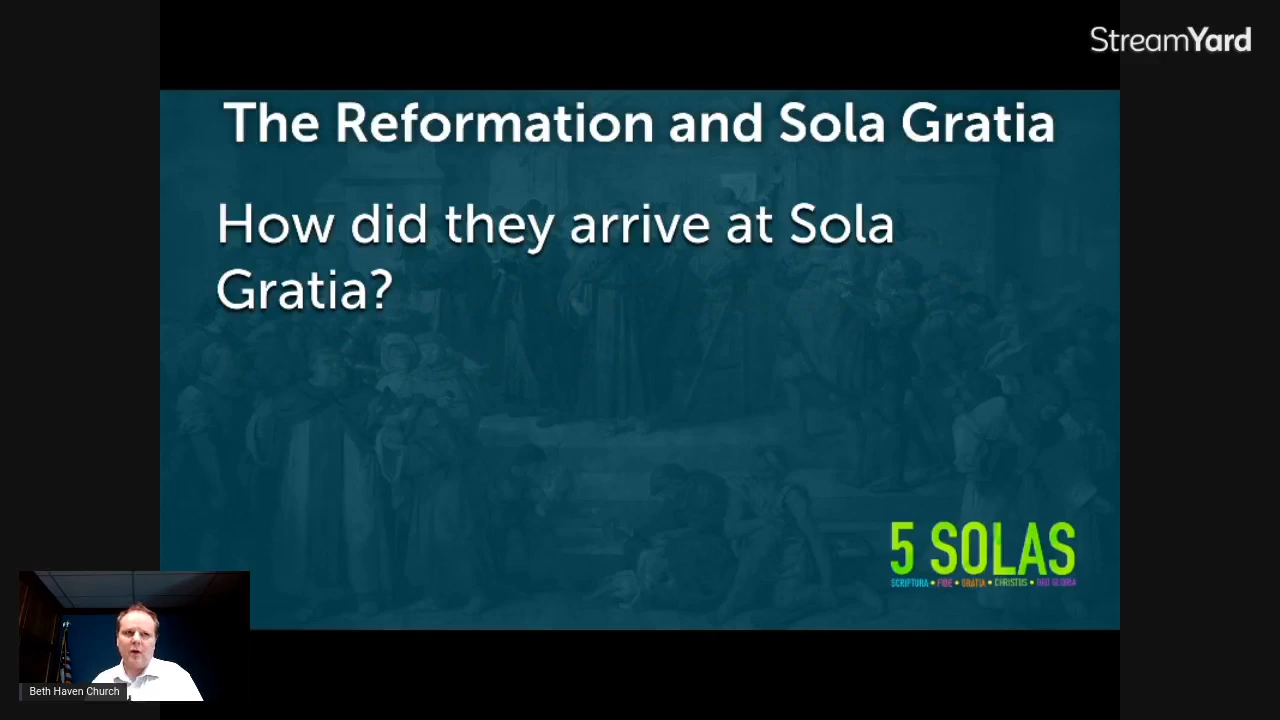 StreamYard
The Reformation and Sola Gratia
How did they arrive at Sola
Gratia?
5 SOLAS
SCRIPTURA • FIDE • GRATIA • CHRISTUS • DEO GLORIA
Beth Haven Church